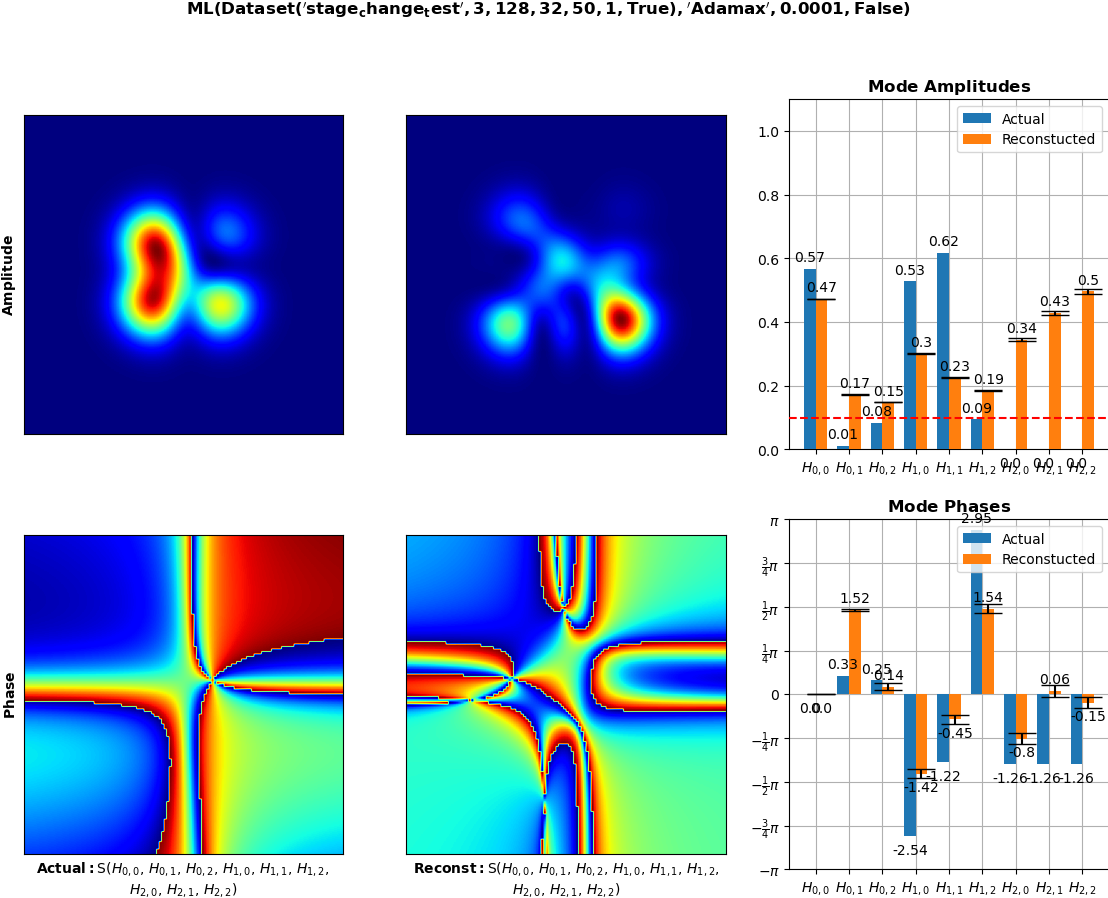 ML(Dataset('stage_change_test', 3, 128, 32, 50, 1, True), 'Adamax', 0.0001, False)
Amplitude
Mode Amplitudes
Actual
Reconstucted
1.0
0.8
0.6
0.4
0.2
0.0
0.57
0.47
0.01
0.17
0.08
0.15
0.53
0.3
0.62
0.23
0.09
0.19
0.0
0.34
0.0
0.43
0.0
0.5
H0,0 H0,1 H0,2 H1,0 H1,1 H1,2 H2,0 H2,1 H2,2
Phase
Mode Phases
Actual
Reconstucted
π
3/4π
1/2π
1/4π
0
−1/4π
−1/2π
−3/4π
−π
0.0
0.0
0.33
1.52
0.25
0.14
-2.54
-1.42
-1.22
-0.45
2.95
1.54
-1.26
-0.8
-1.26
0.06
-1.26
-0.15
H0,0 H0,1 H0,2 H1,0 H1,1 H1,2 H2,0 H2,1 H2,2
Actual: S(H0,0, H0,1, H0,2, H1,0, H1,1, H1,2,
H2,0, H2,1, H2,2)
Reconst: S(H0,0, H0,1, H0,2, H1,0, H1,1, H1,2,
H2,0, H2,1, H2,2)